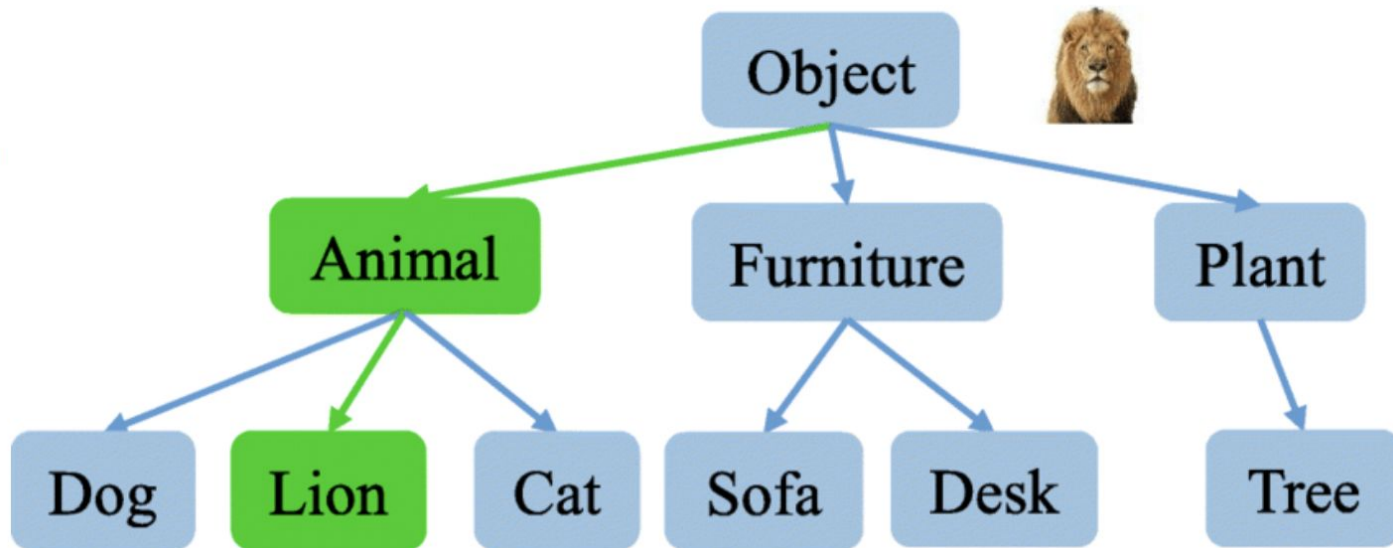 Object
Animal
Furniture
Plant
Dog
Lion
Cat
Sofa
Desk
Tree